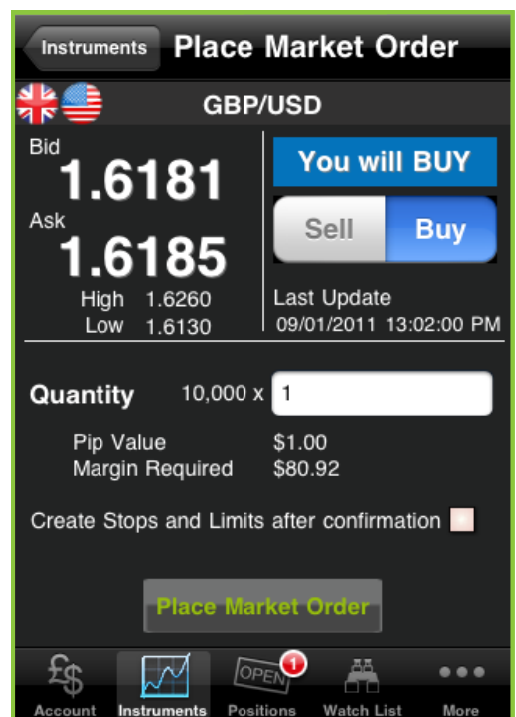 Instruments Place Market Order
GBP/USD
Bid
1.6181
Ask
1.6185
High 1.6260
Low 1.6130
You will BUY
Sell Buy
Last Update
09/01/2011 13:02:00 PM
Quantity 10,000 x 1
Pip Value $1.00
Margin Required $80.92
Create Stops and Limits after confirmation
Place Market Order
OPEN 1
Account Instruments Positions Watch List More